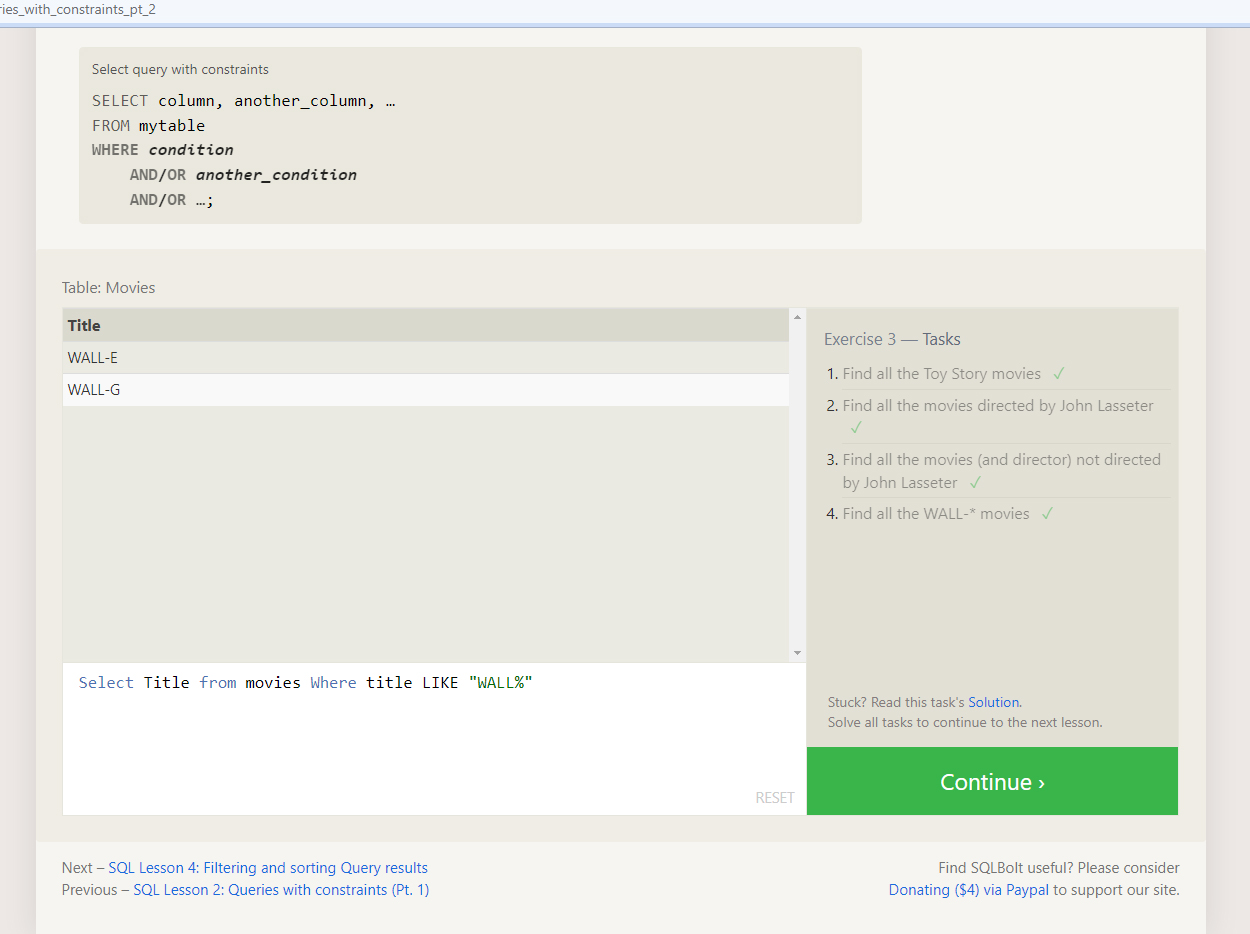 ries_with_constraints_pt_2
Select query with constraints
SELECT column, another_column, …
FROM mytable
WHERE condition
AND/OR another_condition
AND/OR …;
Table: Movies
Title
WALL-E
WALL-G
Select Title from movies Where title LIKE "WALL%"
RESET
Exercise 3 — Tasks
1. Find all the Toy Story movies ✓
2. Find all the movies directed by John Lasseter
✓
3. Find all the movies (and director) not directed
by John Lasseter ✓
4. Find all the WALL-* movies ✓
Stuck? Read this task's Solution.
Solve all tasks to continue to the next lesson.
Continue ›
Next – SQL Lesson 4: Filtering and sorting Query results
Previous – SQL Lesson 2: Queries with constraints (Pt. 1)
Find SQLBolt useful? Please consider
Donating ($4) via Paypal to support our site.